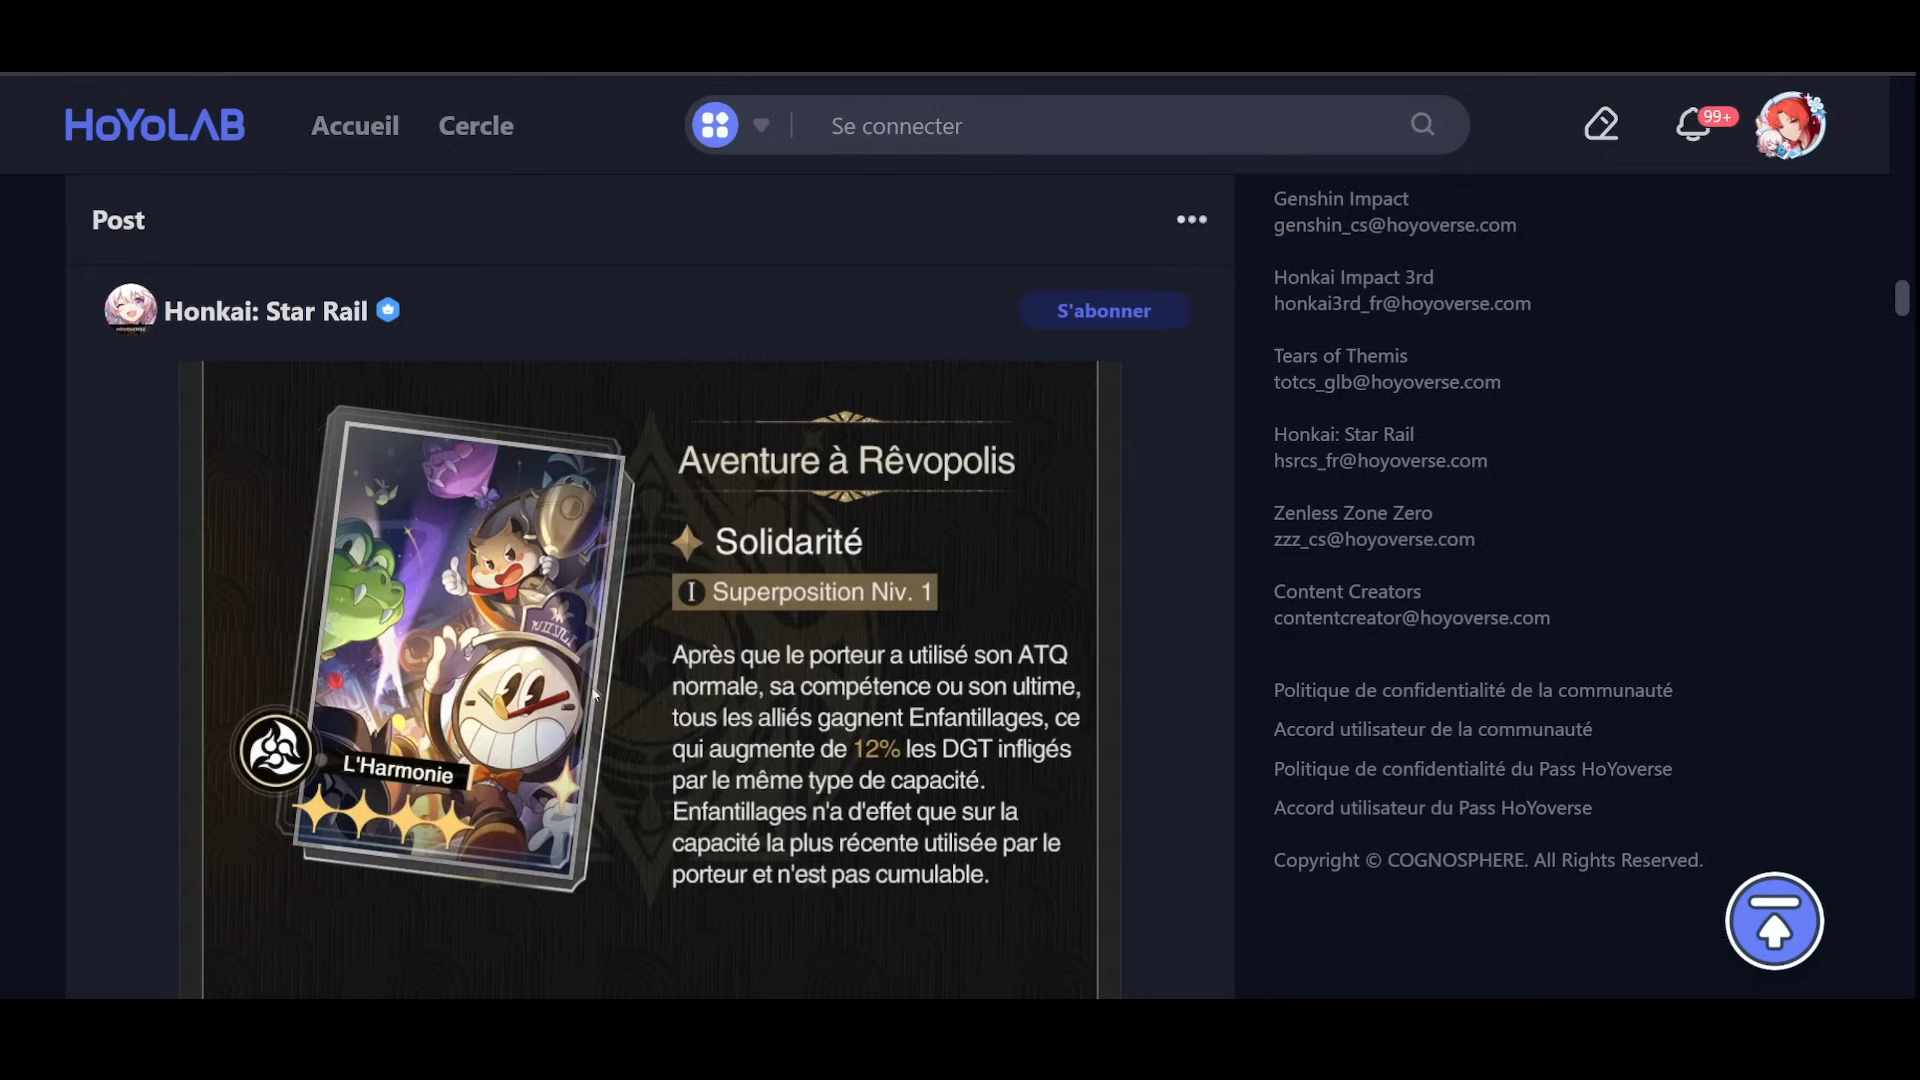 HoYoLAB
Accueil
Cercle
Se connecter
99+
Post
Honkai: Star Rail
S'abonner
Aventure à Rêvopolis
Solidarité
I Superposition Niv. 1
Après que le porteur a utilisé son ATQ
normale, sa compétence ou son ultime,
tous les alliés gagnent Enfantillages, ce
qui augmente de 12% les DGT infligés
par le même type de capacité.
Enfantillages n'a d'effet que sur la
capacité la plus récente utilisée par le
porteur et n'est pas cumulable.
L'Harmonie
Genshin Impact
genshin_cs@hoyoverse.com
Honkai Impact 3rd
honkai3rd_fr@hoyoverse.com
Tears of Themis
totcs_glb@hoyoverse.com
Honkai: Star Rail
hsrcs_fr@hoyoverse.com
Zenless Zone Zero
zzz_cs@hoyoverse.com
Content Creators
contentcreator@hoyoverse.com
Politique de confidentialité de la communauté
Accord utilisateur de la communauté
Politique de confidentialité du Pass HoYoverse
Accord utilisateur du Pass HoYoverse
Copyright © COGNOSPHERE. All Rights Reserved.